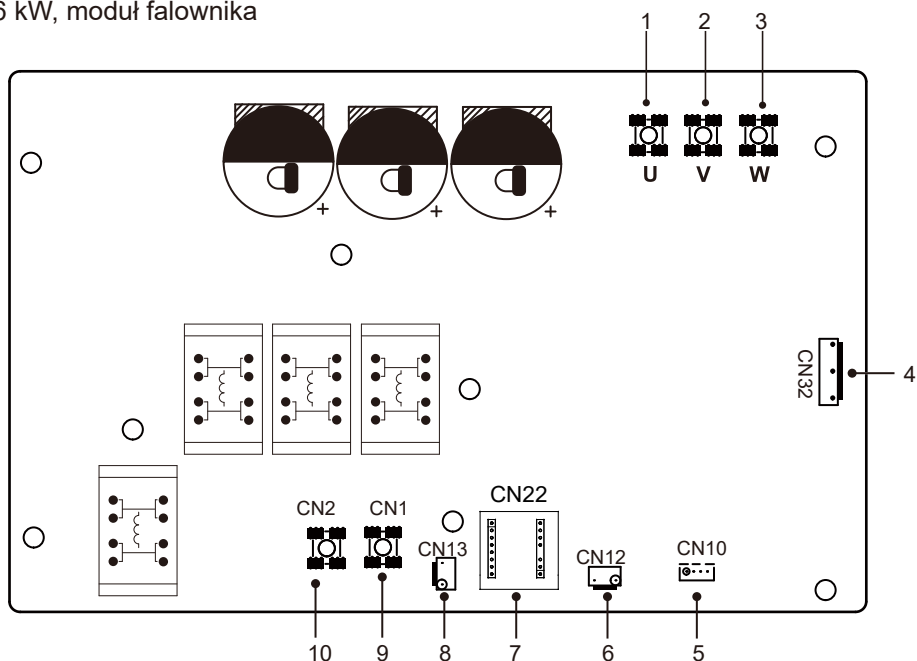 6 kW, moduł falownika
1 2 3
U V W
+ + +
CN32
4
CN2 CN1 CN22
CN13 CN12 CN10
10 9 8 7 6 5